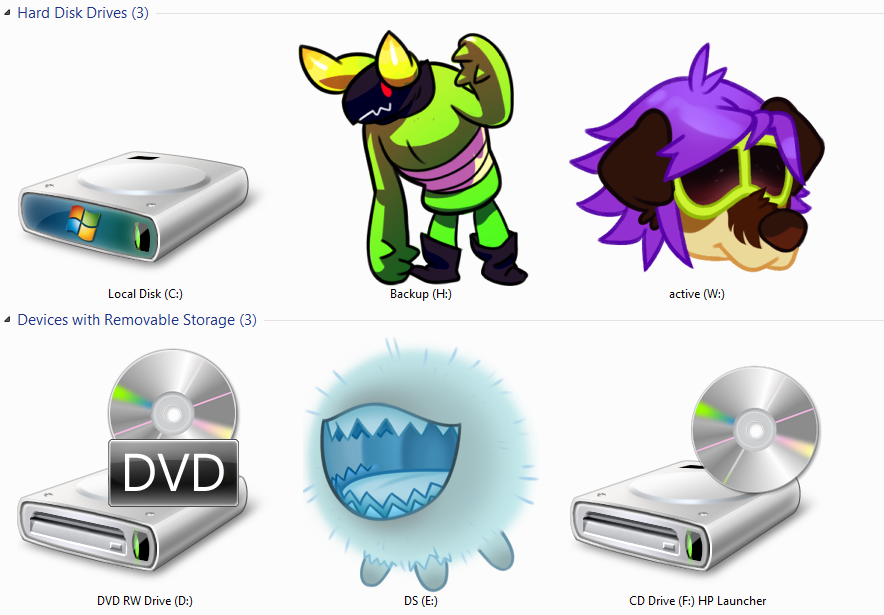 Hard Disk Drives (3)
Local Disk (C:)
Backup (H:)
active (W:)
Devices with Removable Storage (3)
DVD
DVD RW Drive (D:)
DS (E:)
CD Drive (F:) HP Launcher